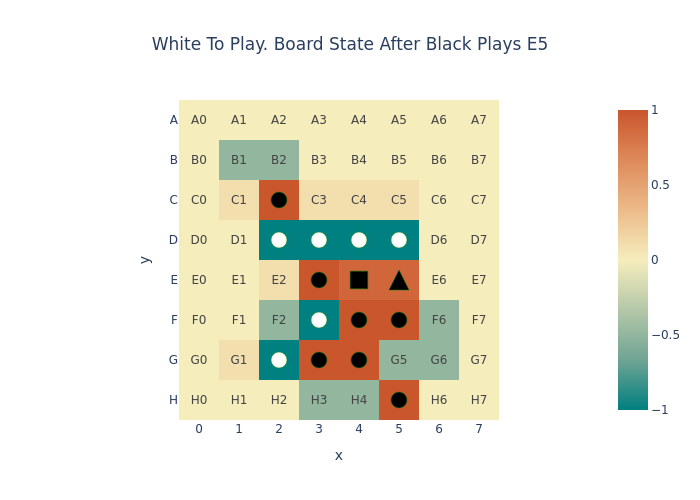 White To Play. Board State After Black Plays E5
A A0 A1 A2 A3 A4 A5 A6 A7
B B0 B1 B2 B3 B4 B5 B6 B7
C C0 C1 C3 C4 C5 C6 C7
D D0 D1 D6 D7
E E0 E1 E2 E6 E7
F F0 F1 F2 F6 F7
G G0 G1 G5 G6 G7
H H0 H1 H2 H3 H4 H6 H7
0 1 2 3 4 5 6 7
x
y
1
0.5
0
−0.5
−1